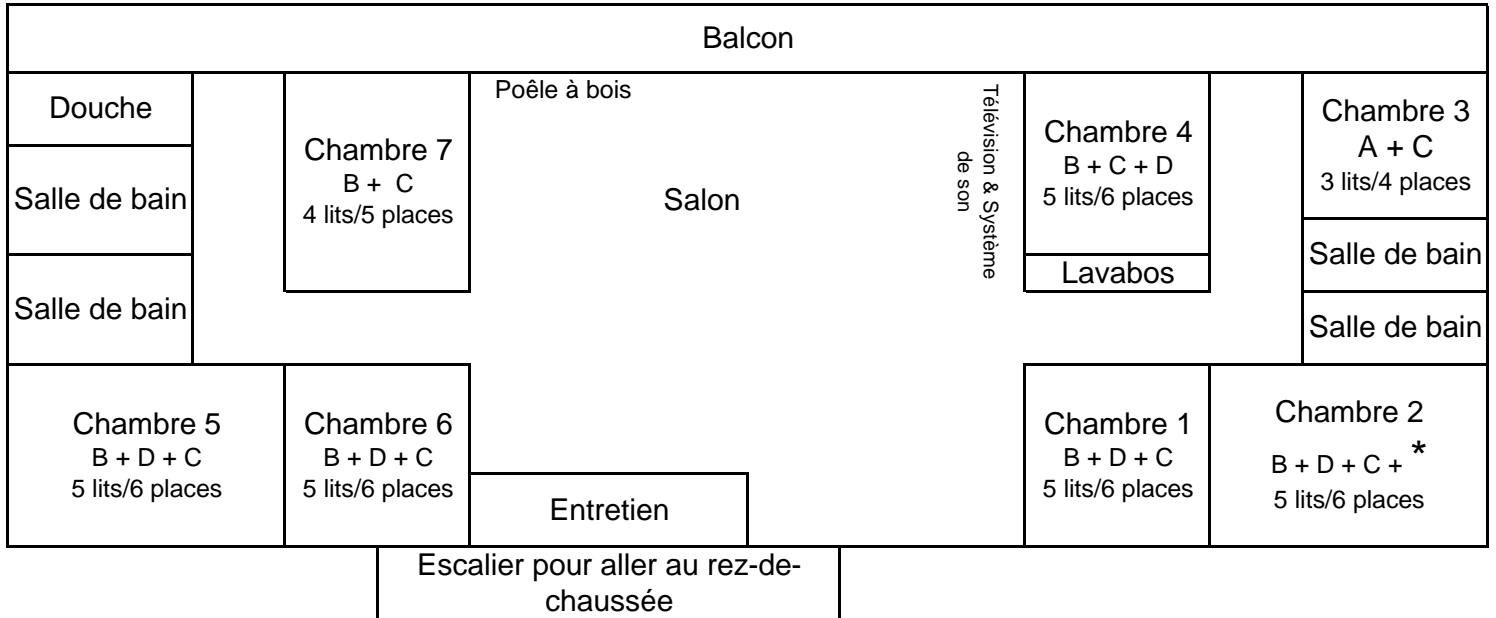 Balcon
Douche
Salle de bain
Salle de bain
Chambre 7
B + C
4 lits/5 places
Poêle à bois
Salon
Télévision & Système
de son
Chambre 4
B + C + D
5 lits/6 places
Lavabos
Chambre 3
A + C
3 lits/4 places
Salle de bain
Salle de bain
Chambre 5
B + D + C
5 lits/6 places
Chambre 6
B + D + C
5 lits/6 places
Entretien
Chambre 1
B + D + C
5 lits/6 places
Chambre 2
B + D + C + *
5 lits/6 places
Escalier pour aller au rez-de-
chaussée